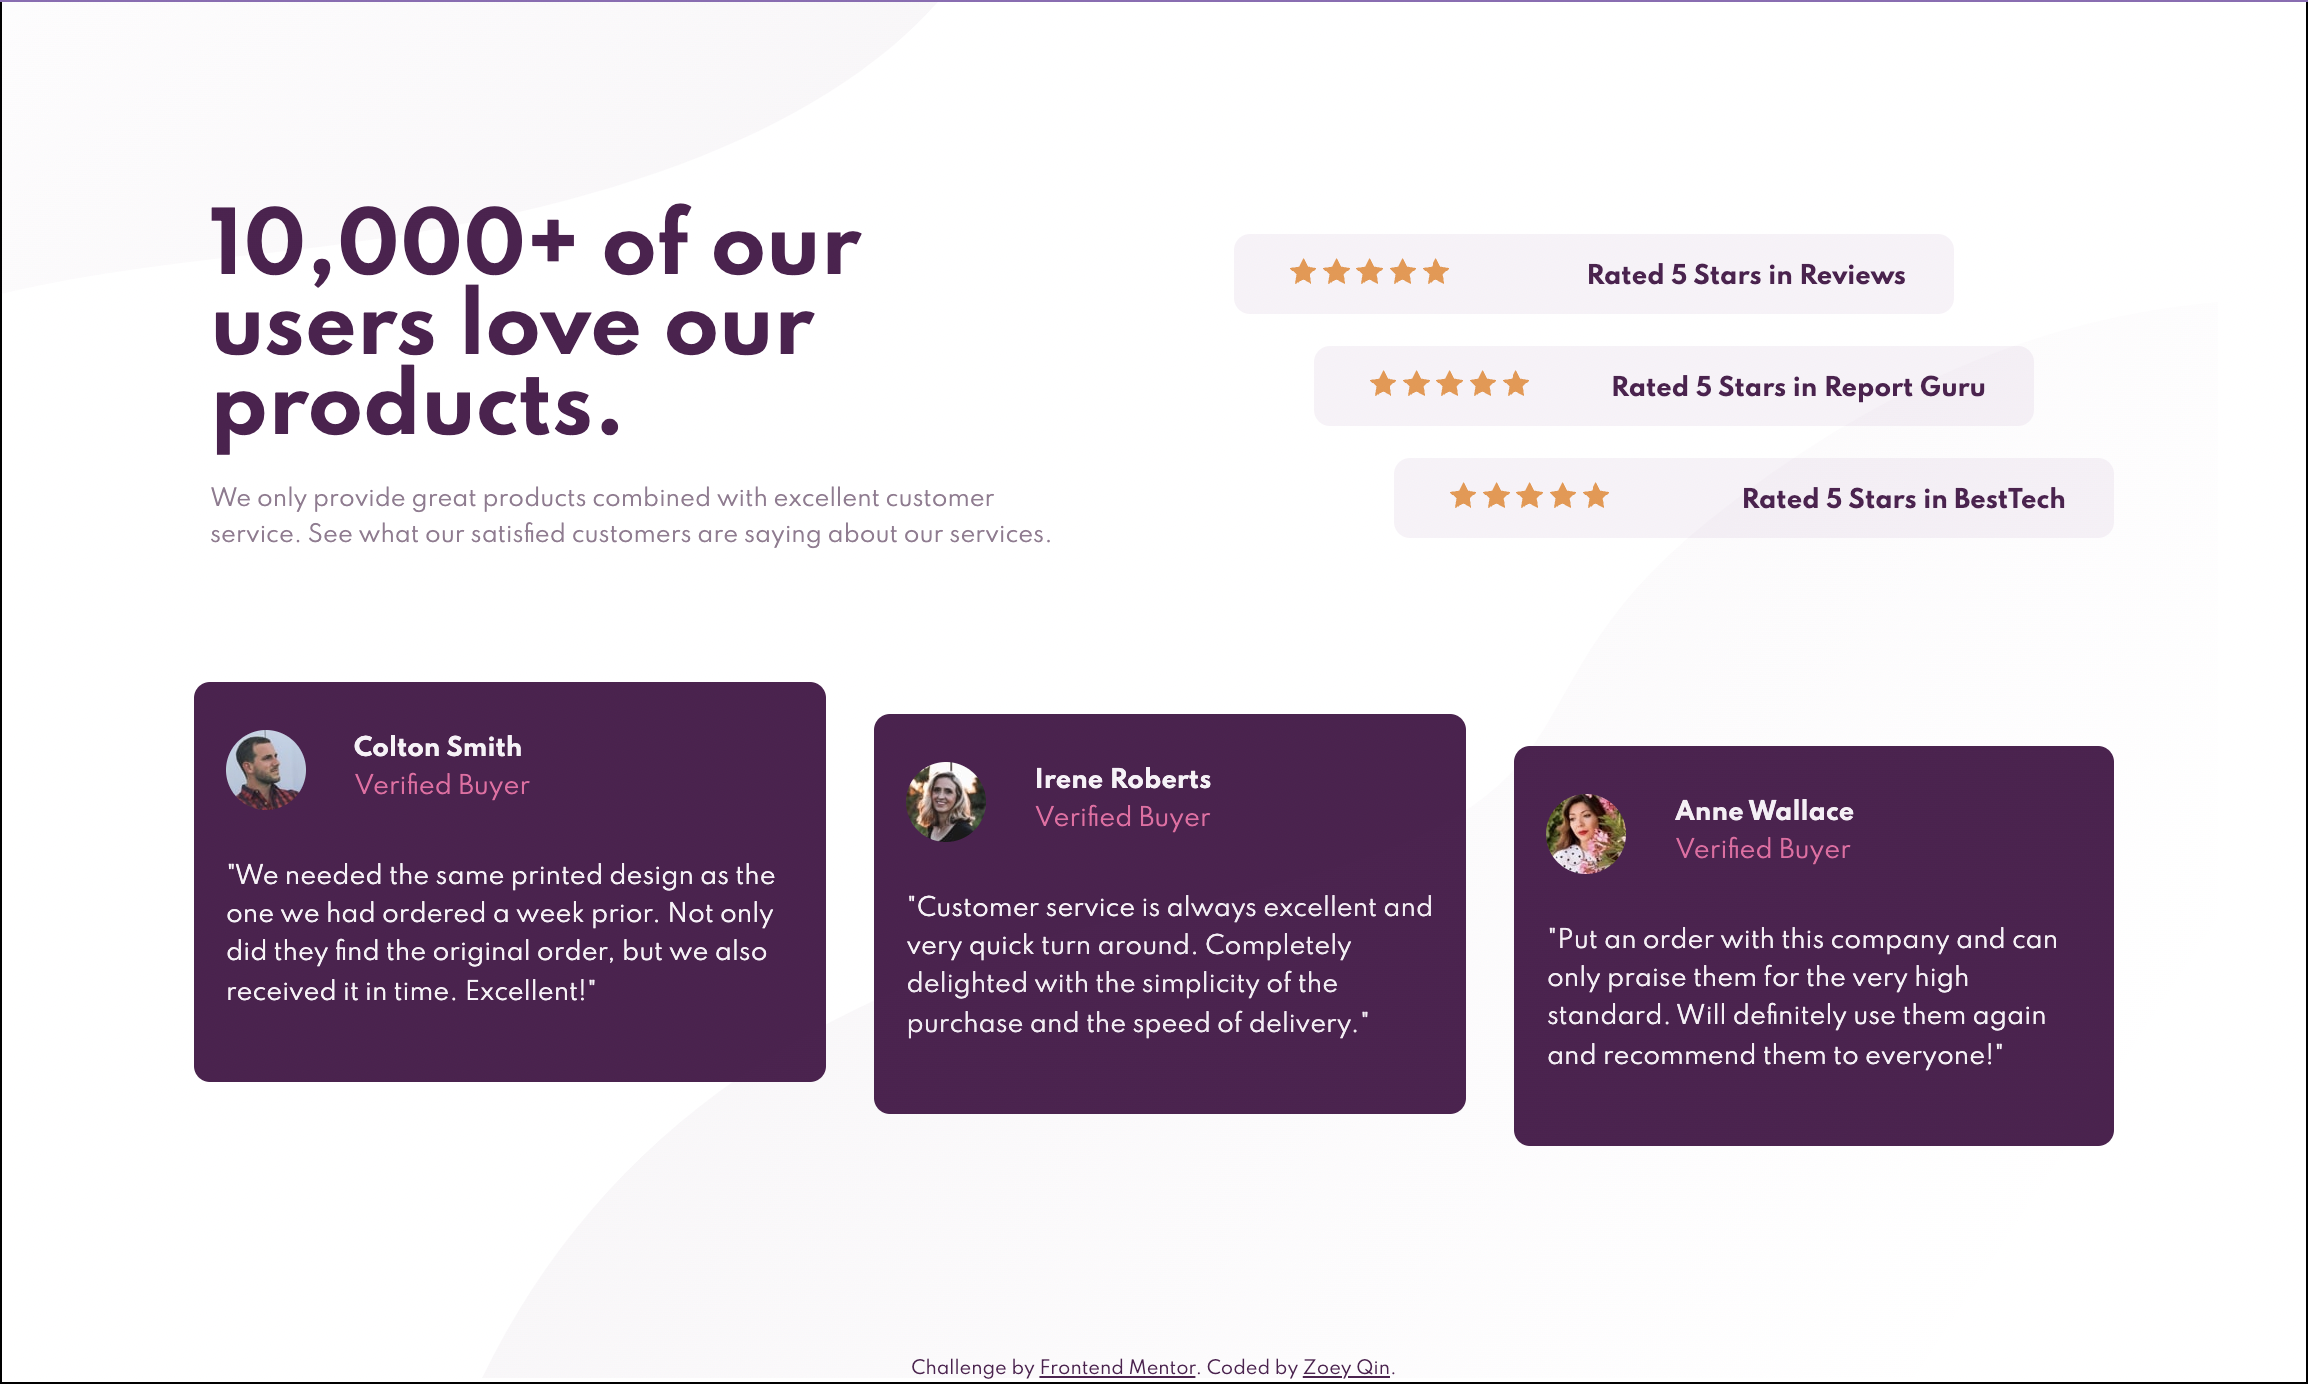 10,000+ of our
users love our
products.
We only provide great products combined with excellent customer
service. See what our satisfied customers are saying about our services.
Rated 5 Stars in Reviews
Rated 5 Stars in Report Guru
Rated 5 Stars in BestTech
Colton Smith
Verified Buyer
"We needed the same printed design as the
one we had ordered a week prior. Not only
did they find the original order, but we also
received it in time. Excellent!"
Irene Roberts
Verified Buyer
"Customer service is always excellent and
very quick turn around. Completely
delighted with the simplicity of the
purchase and the speed of delivery."
Anne Wallace
Verified Buyer
"Put an order with this company and can
only praise them for the very high
standard. Will definitely use them again
and recommend them to everyone!"
Challenge by Frontend Mentor. Coded by Zoey Qin.